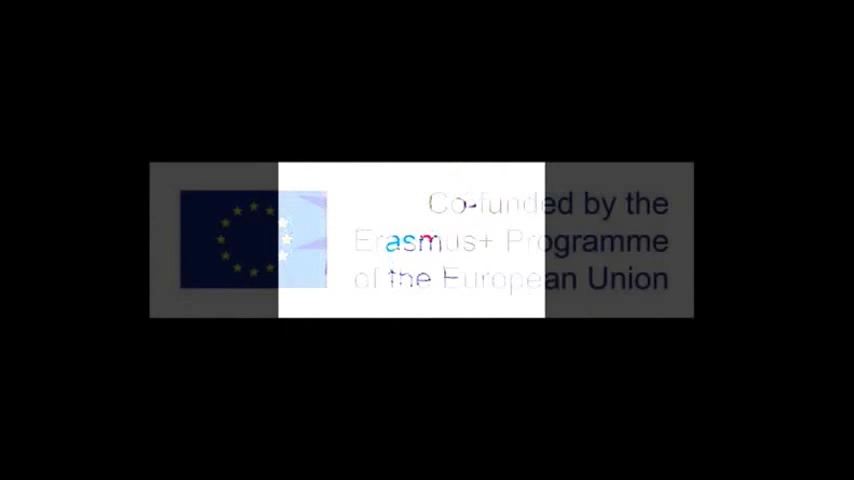 Co-funded by the
Erasmus+ Programme
of the European Union